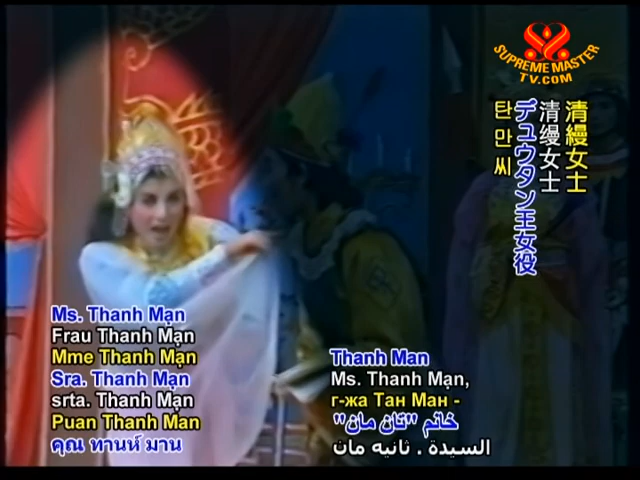 SUPREME MASTER
TV.COM
清縵女士
清缦女士
デュウタン王女役
탄 만 씨
Ms. Thanh Mạn
Frau Thanh Mạn
Mme Thanh Mạn
Sra. Thanh Mạn
srta. Thanh Mạn
Puan Thanh Man
คุณ ทานห์ มาน
Thanh Man
Ms. Thanh Mạn,
г-жа Тан Ман -
خانم "تان مان"
السيدة . ثانيه مان